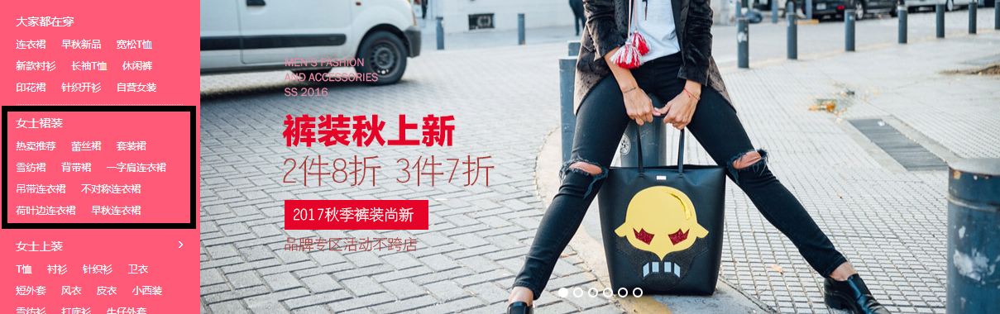 大家都在穿
连衣裙 早秋新品 宽松T恤
新款衬衫 长袖T恤 休闲裤
印花裙 针织开衫 自营女装
女士裙装
热卖推荐 蕾丝裙 套装裙
雪纺裙 背带裙 一字肩连衣裙
吊带连衣裙 不对称连衣裙
荷叶边连衣裙 早秋连衣裙
女士上装
T恤 衬衫 针织衫 卫衣
短外套 风衣 皮衣 小西装
雪纺衫 打底衫 牛仔外套
MEN'S FASHION
AND ACCESSORIES
SS 2016
裤装秋上新
2件8折 3件7折
2017秋季裤装尚新
品牌专区活动不跨店